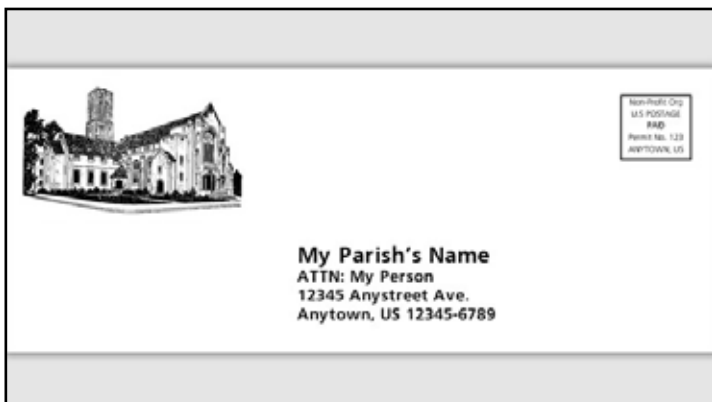 Non-Profit Org
U.S POSTAGE
PAID
Permit No. 123
ANYTOWN, US
My Parish's Name
ATTN: My Person
12345 Anystreet Ave.
Anytown, US 12345-6789